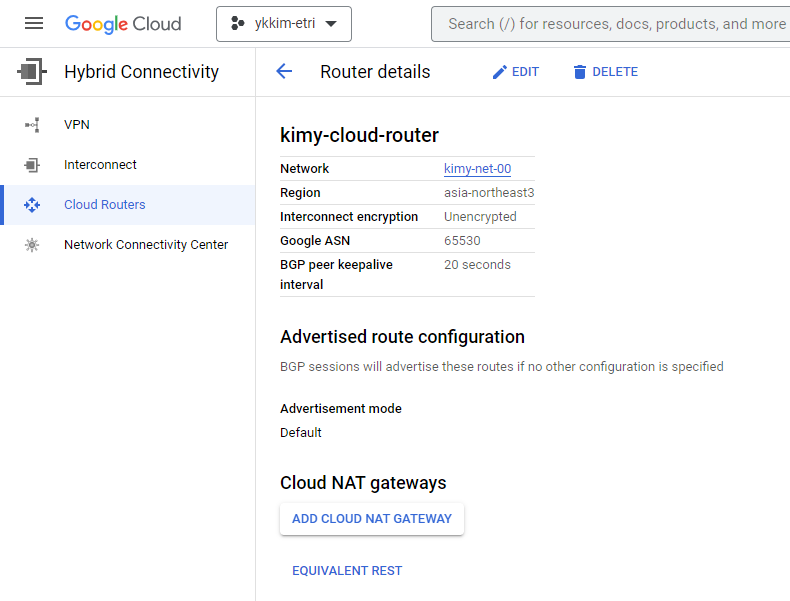 Google Cloud
ykkim-etri
Search (/) for resources, docs, products, and more
Hybrid Connectivity
Router details
EDIT
DELETE
VPN
Interconnect
Cloud Routers
Network Connectivity Center
kimy-cloud-router
Network kimy-net-00
Region asia-northeast3
Interconnect encryption Unencrypted
Google ASN 65530
BGP peer keepalive 20 seconds
interval
Advertised route configuration
BGP sessions will advertise these routes if no other configuration is specified
Advertisement mode
Default
Cloud NAT gateways
ADD CLOUD NAT GATEWAY
EQUIVALENT REST